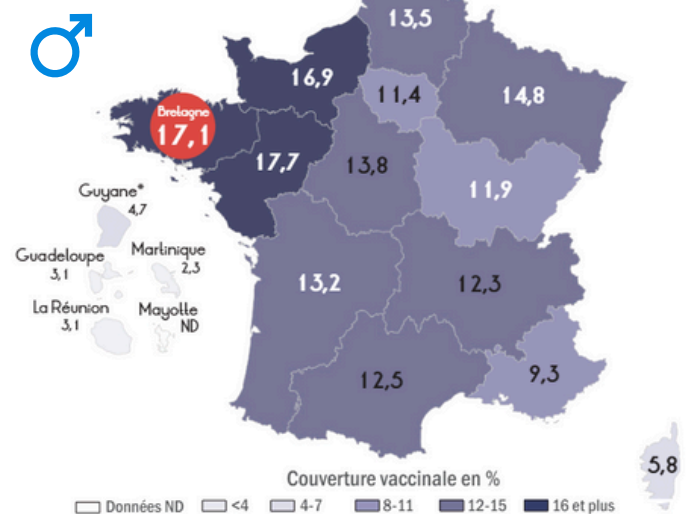 13,5
16,9
11,4
14,8
Bretagne
17,1
17,7
13,8
11,9
Guyane*
4,7
Guadeloupe
3,1
Martinique
2,3
La Réunion
3,1
Mayotte
ND
13,2
12,3
12,5
9,3
5,8
Couverture vaccinale en %
Données ND <4 4-7 8-11 12-15 16 et plus